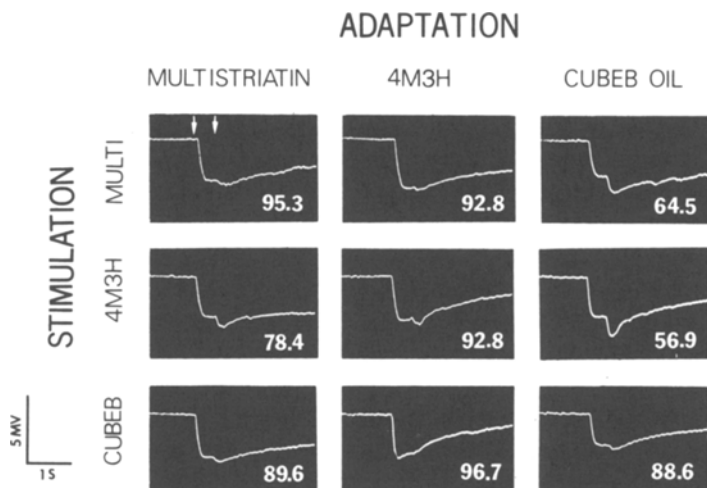 ADAPTATION
MULTISTRIATIN 4M3H CUBEB OIL
STIMULATION
MULTI
95.3 92.8 64.5
4M3H
78.4 92.8 56.9
CUBEB
89.6 96.7 88.6
5MV
1S